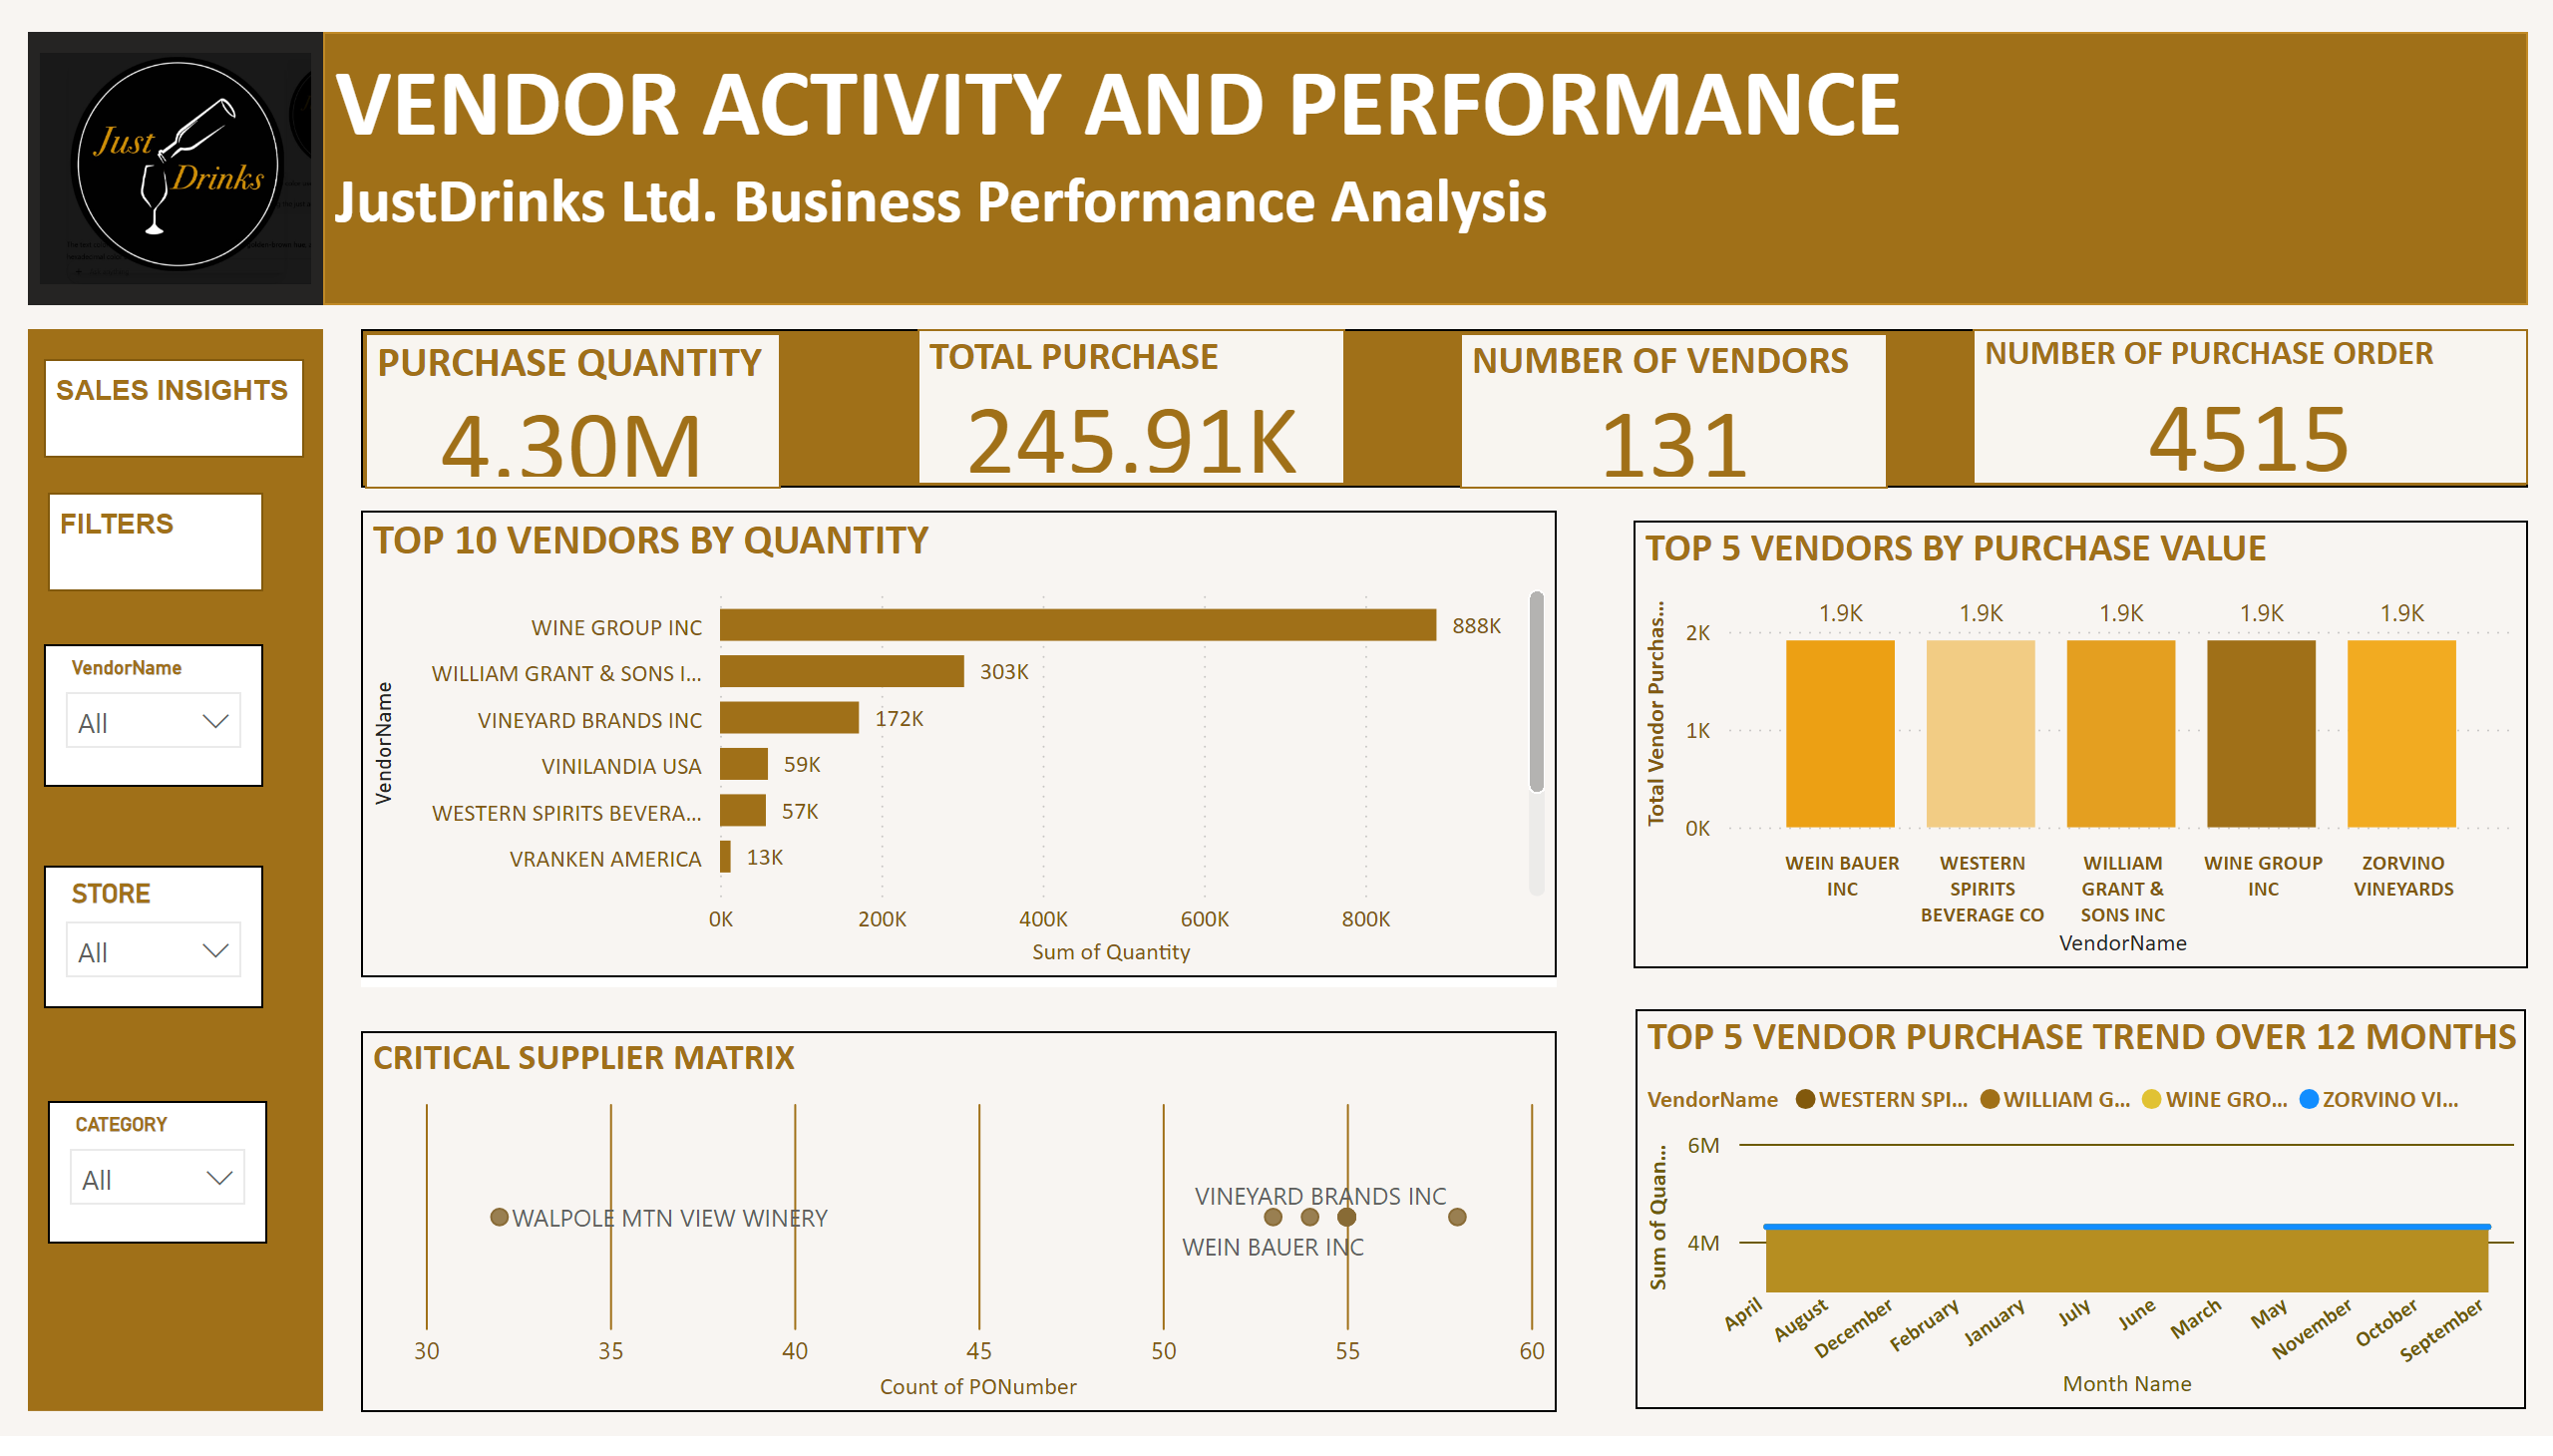 Just
Drinks
VENDOR ACTIVITY AND PERFORMANCE
JustDrinks Ltd. Business Performance Analysis
SALES INSIGHTS
FILTERS
VendorName
All
STORE
All
CATEGORY
All
PURCHASE QUANTITY
4.30M
TOTAL PURCHASE
245.91K
NUMBER OF VENDORS
131
NUMBER OF PURCHASE ORDER
4515
TOP 10 VENDORS BY QUANTITY
VendorName
WINE GROUP INC
888K
WILLIAM GRANT & SONS I...
303K
VINEYARD BRANDS INC
172K
VINILANDIA USA
59K
WESTERN SPIRITS BEVERA...
57K
VRANKEN AMERICA
13K
0K 200K 400K 600K 800K
Sum of Quantity
TOP 5 VENDORS BY PURCHASE VALUE
Total Vendor Purchas...
1.9K 1.9K 1.9K 1.9K 1.9K
2K
1K
0K
WEIN BAUER INC
WESTERN SPIRITS BEVERAGE CO
WILLIAM GRANT & SONS INC
WINE GROUP INC
ZORVINO VINEYARDS
VendorName
CRITICAL SUPPLIER MATRIX
WALPOLE MTN VIEW WINERY
VINEYARD BRANDS INC
WEIN BAUER INC
30 35 40 45 50 55 60
Count of PONumber
TOP 5 VENDOR PURCHASE TREND OVER 12 MONTHS
VendorName WESTERN SPI... WILLIAM G... WINE GRO... ZORVINO VI...
Sum of Quan...
6M
4M
April August December February January July June March May November October September
Month Name